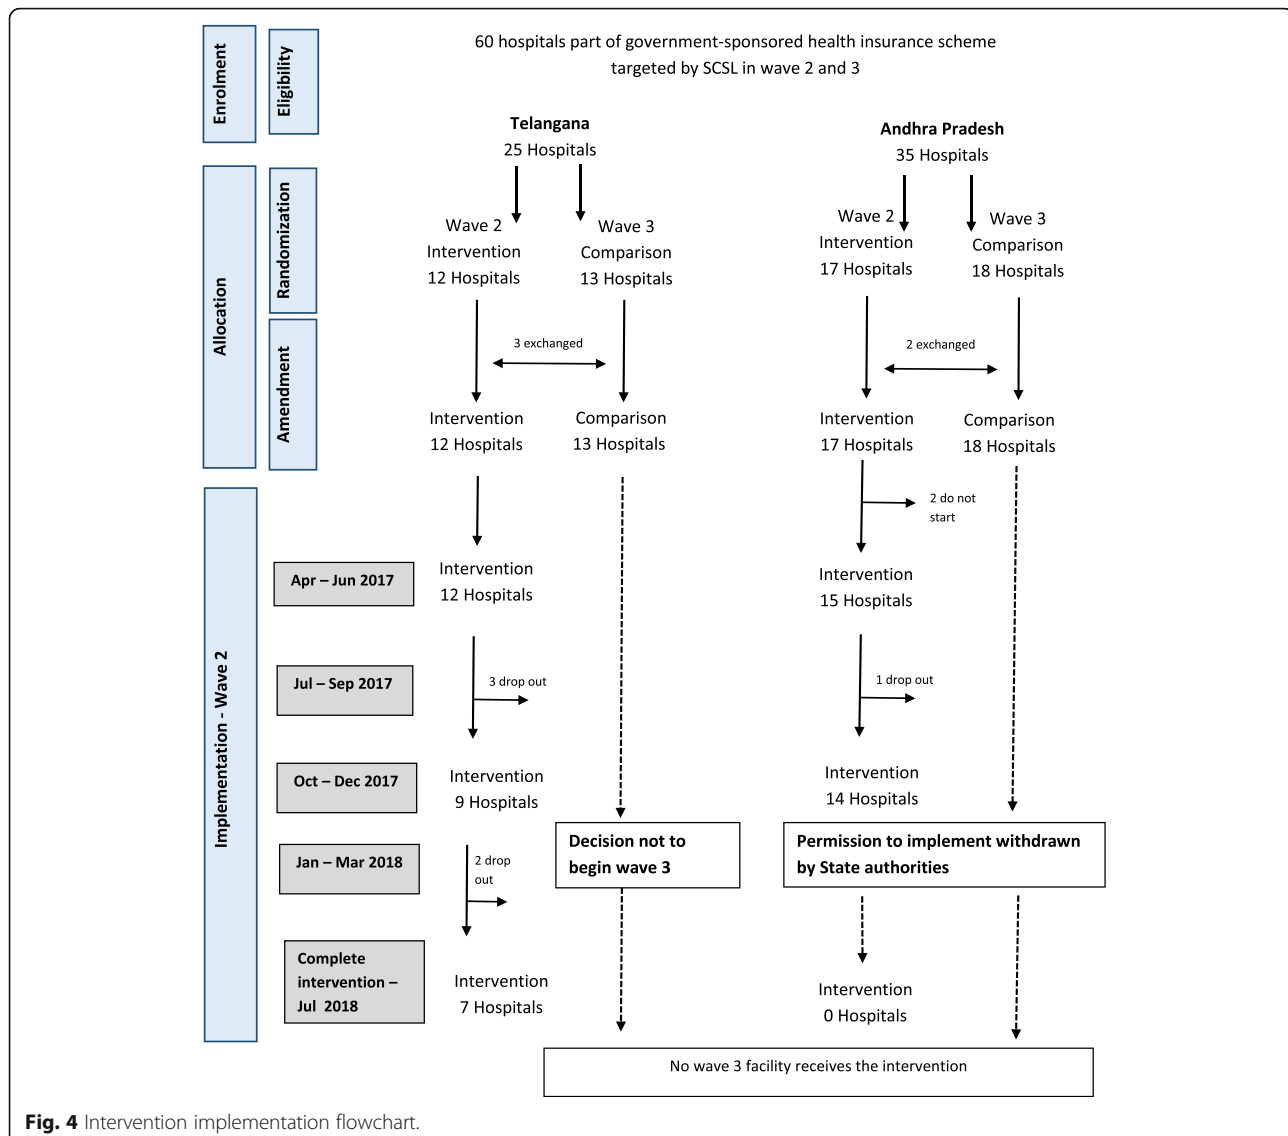 Enrolment
Eligibility
60 hospitals part of government-sponsored health insurance scheme
targeted by SCSL in wave 2 and 3
Telangana
25 Hospitals
Andhra Pradesh
35 Hospitals
Allocation
Randomization
Wave 2
Intervention
12 Hospitals
Wave 3
Comparison
13 Hospitals
Wave 2
Intervention
17 Hospitals
Wave 3
Comparison
18 Hospitals
Amendment
3 exchanged
2 exchanged
Intervention
12 Hospitals
Comparison
13 Hospitals
Intervention
17 Hospitals
Comparison
18 Hospitals
Implementation - Wave 2
2 do not
start
Apr – Jun 2017
Intervention
12 Hospitals
Intervention
15 Hospitals
Jul – Sep 2017
3 drop out
1 drop out
Oct – Dec 2017
Intervention
9 Hospitals
Intervention
14 Hospitals
Jan – Mar 2018
2 drop
out
Decision not to
begin wave 3
Permission to implement withdrawn
by State authorities
Complete
intervention –
Jul 2018
Intervention
7 Hospitals
Intervention
0 Hospitals
No wave 3 facility receives the intervention
Fig. 4 Intervention implementation flowchart.